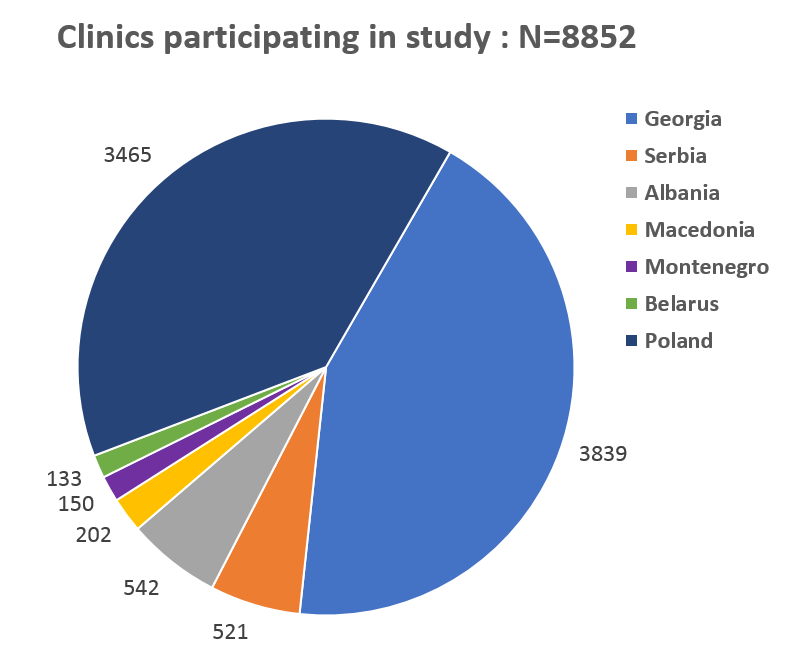 Clinics participating in study : N=8852
3465
Georgia
Serbia
Albania
Macedonia
Montenegro
Belarus
Poland
3839
133
150
202
542
521